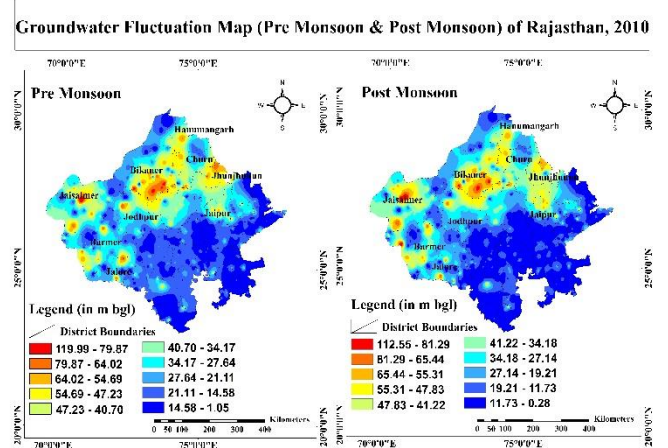 Groundwater Fluctuation Map (Pre Monsoon & Post Monsoon) of Rajasthan, 2010
70°0'0"E
75°0'0"E
30°0'0"N
25°0'0"N
20°0'0"N
Pre Monsoon
N
W
E
S
Hanumangarh
Churu
Bikaner
Jhunjhunun
Jaisalmer
Jodhpur
Jaipur
Barmer
Jalore
Legend (in m bgl)
District Boundaries
119.99 - 79.87
79.87 - 64.02
64.02 - 54.69
54.69 - 47.23
47.23 - 40.70
40.70 - 34.17
34.17 - 27.64
27.64 - 21.11
21.11 - 14.58
14.58 - 1.05
Kilometers
0 50 100 200 300 400
70°0'0"E
75°0'0"E
70°0'0"E
75°0'0"E
30°0'0"N
25°0'0"N
20°0'0"N
Post Monsoon
N
W
E
S
Hanumangarh
Churu
Bikaner
Jhunjhunun
Jaisalmer
Jodhpur
Jaipur
Barmer
Jalore
Legend (in m bgl)
District Boundaries
112.55 - 81.29
81.29 - 65.44
65.44 - 55.31
55.31 - 47.83
47.83 - 41.22
41.22 - 34.18
34.18 - 27.14
27.14 - 19.21
19.21 - 11.73
11.73 - 0.28
Kilometers
0 50 100 200 300 400
70°0'0"E
75°0'0"E